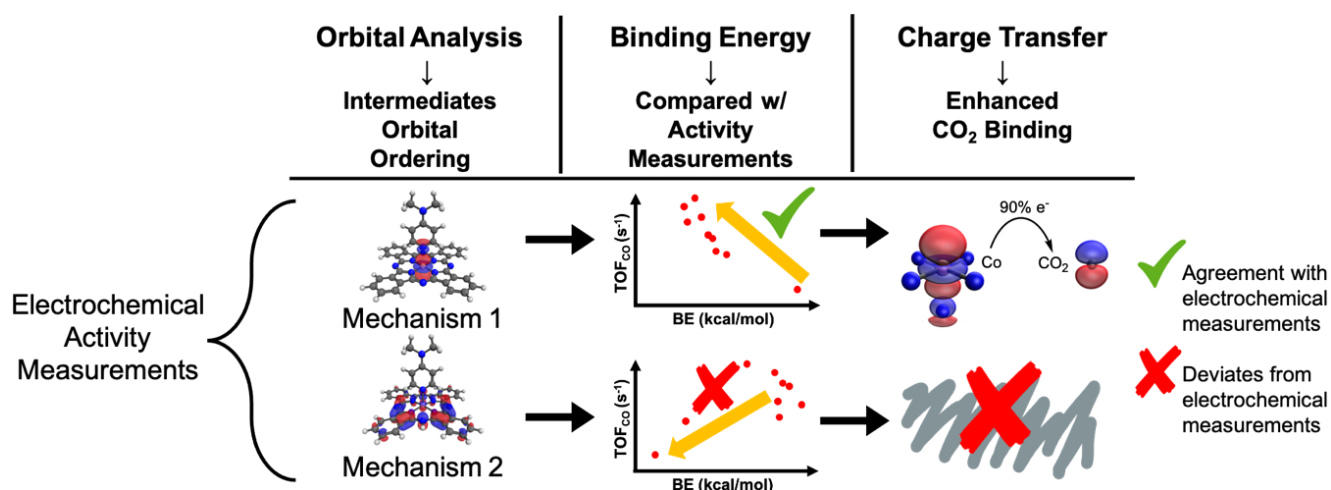 Orbital Analysis
↓
Intermediates
Orbital
Ordering
Binding Energy
↓
Compared w/
Activity
Measurements
Charge Transfer
↓
Enhanced
CO₂ Binding
Electrochemical
Activity
Measurements
Mechanism 1
TOF_CO (s⁻¹)
BE (kcal/mol)
90% e⁻
Co
CO₂
Agreement with
electrochemical
measurements
Mechanism 2
TOF_CO (s⁻¹)
BE (kcal/mol)
Deviates from
electrochemical
measurements